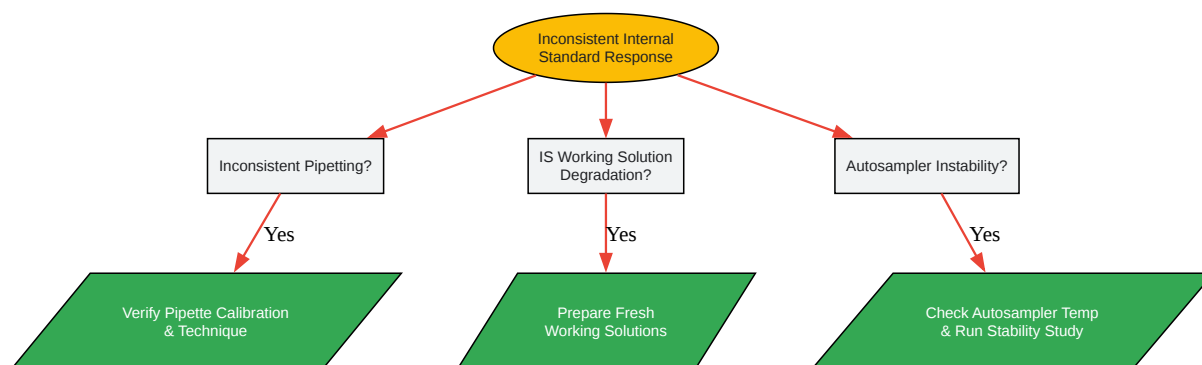 Inconsistent Internal
Standard Response
Inconsistent Pipetting?
IS Working Solution
Degradation?
Autosampler Instability?
Yes
Yes
Yes
Verify Pipette Calibration
& Technique
Prepare Fresh
Working Solutions
Check Autosampler Temp
& Run Stability Study